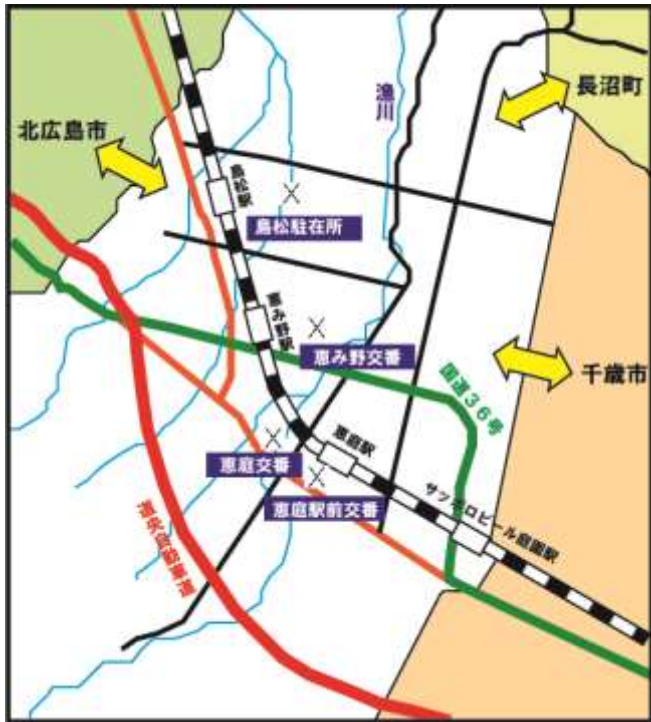 長沼町
漁川
北広島市
島松駅
島松駐在所
恵み野駅
恵み野交番
千歳市
国道36号
恵庭駅
恵庭交番
恵庭駅前交番
サッポロビール庭園駅
道央自動車道